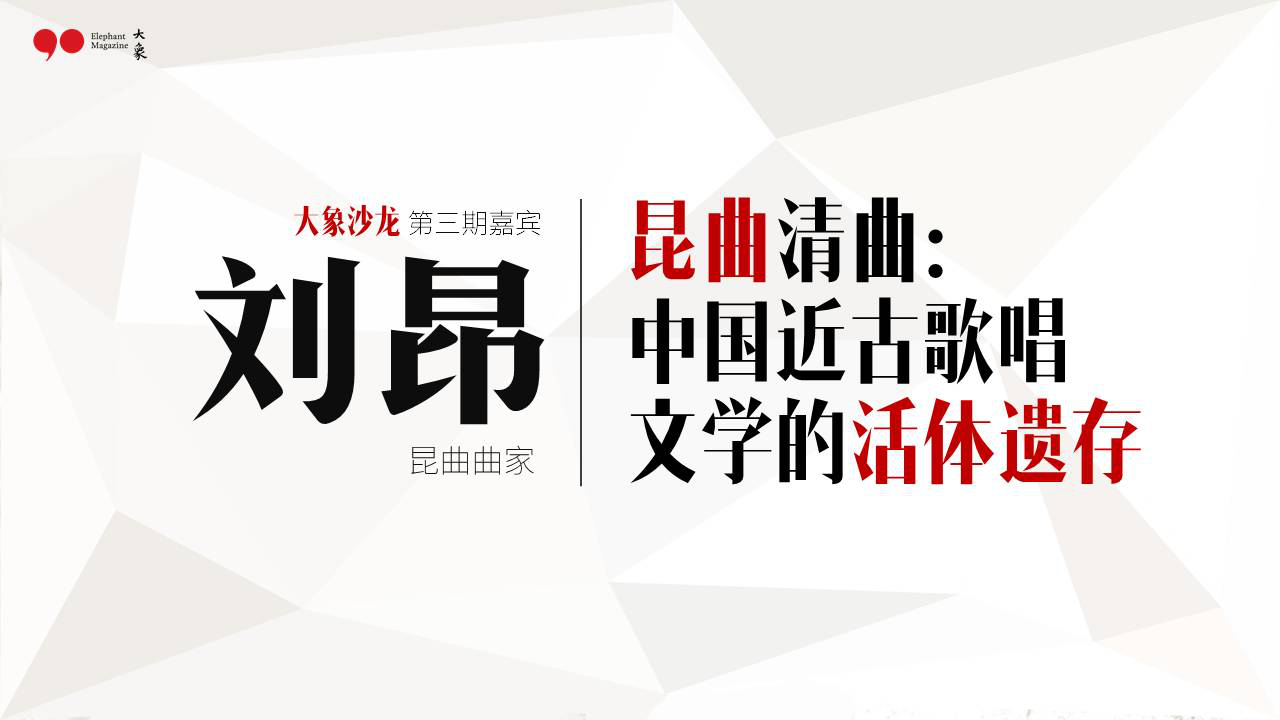 Elephant
Magazine
大象
大象沙龙 第三期嘉宾
刘昂
昆曲曲家
昆曲清曲:
中国近古歌唱
文学的活体遗存